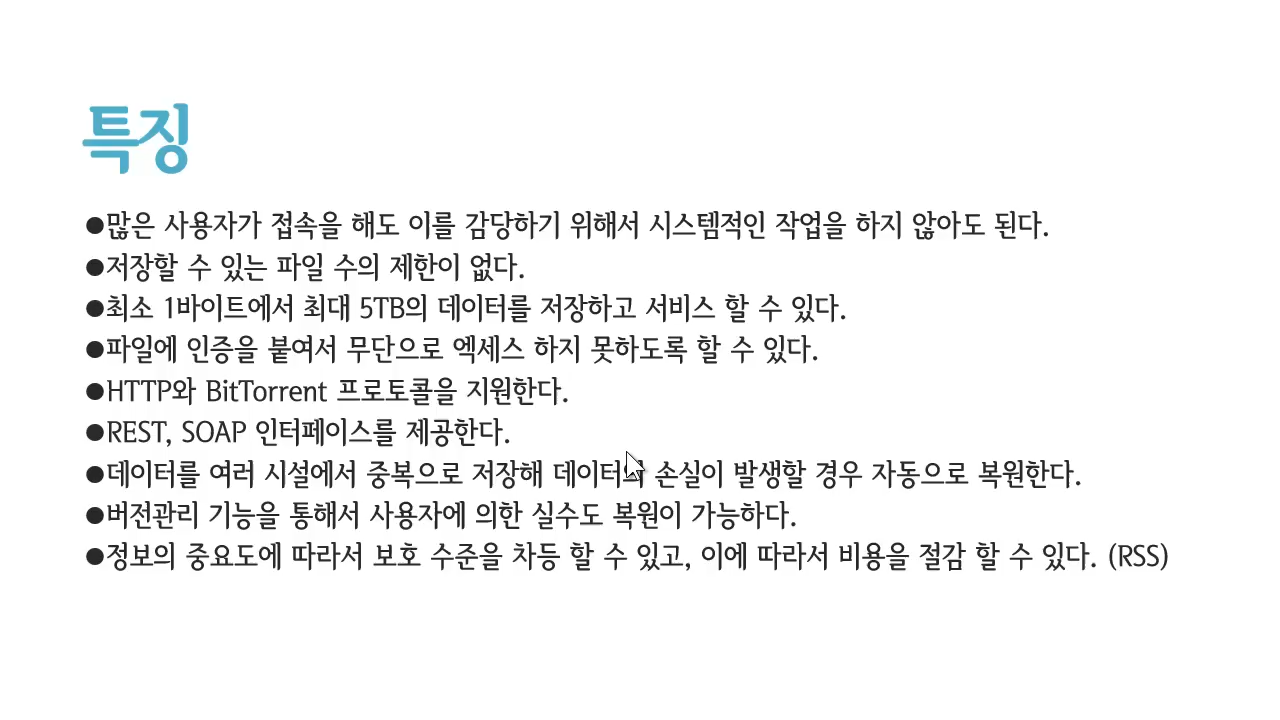 특징
●많은 사용자가 접속을 해도 이를 감당하기 위해서 시스템적인 작업을 하지 않아도 된다.
●저장할 수 있는 파일 수의 제한이 없다.
●최소 1바이트에서 최대 5TB의 데이터를 저장하고 서비스 할 수 있다.
●파일에 인증을 붙여서 무단으로 엑세스 하지 못하도록 할 수 있다.
●HTTP와 BitTorrent 프로토콜을 지원한다.
●REST, SOAP 인터페이스를 제공한다.
●데이터를 여러 시설에서 중복으로 저장해 데이터의 손실이 발생할 경우 자동으로 복원한다.
●버전관리 기능을 통해서 사용자에 의한 실수도 복원이 가능하다.
●정보의 중요도에 따라서 보호 수준을 차등 할 수 있고, 이에 따라서 비용을 절감 할 수 있다. (RSS)